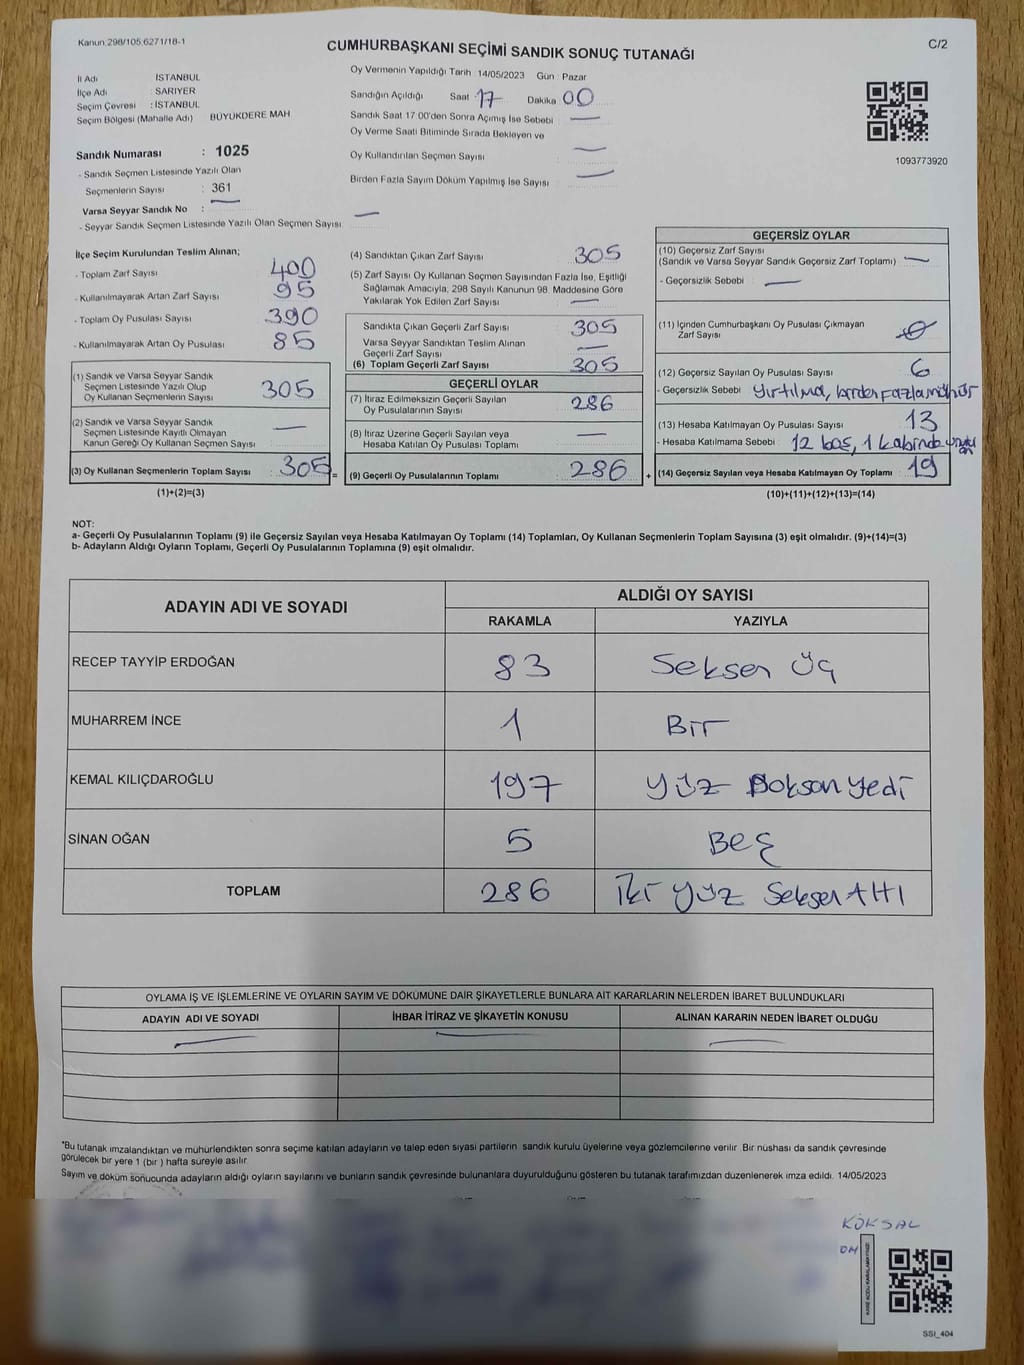 Kanun 298/105 6271/18-1
CUMHURBAŞKANI SEÇİMİ SANDIK SONUÇ TUTANAĞI
C/2
İl Adı İSTANBUL
İlçe Adı : SARIYER
Seçim Çevresi : İSTANBUL
Seçim Bölgesi (Mahalle Adı) BÜYÜKDERE MAH
Sandık Numarası : 1025
- Sandık Seçmen Listesinde Yazılı Olan
Seçmenlerin Sayısı : 361
Varsa Seyyar Sandık No : —
- Seyyar Sandık Seçmen Listesinde Yazılı Olan Seçmen Sayısı —
Oy Vermenin Yapıldığı Tarih 14/05/2023 Gün Pazar
Sandığın Açıldığı Saat 17 Dakika 00
Sandık Saat 17 00'den Sonra Açımış İse Sebebi —
Oy Verme Saati Bitiminde Sırada Bekleyen ve
Oy Kullandırılan Seçmen Sayısı —
Birden Fazla Sayım Döküm Yapılmış İse Sayısı —
1093773920
İlçe Seçim Kurulundan Teslim Alınan;
- Toplam Zarf Sayısı 400
- Kullanılmayarak Artan Zarf Sayısı 95
- Toplam Oy Pusulası Sayısı 390
- Kullanılmayarak Artan Oy Pusulası 85
(1) Sandık ve Varsa Seyyar Sandık
Seçmen Listesinde Yazılı Olup
Oy Kullanan Seçmenlerin Sayısı 305
(2) Sandık ve Varsa Seyyar Sandık
Seçmen Listesinde Kayıtlı Olmayan
Kanun Gereği Oy Kullanan Seçmen Sayısı —
(3) Oy Kullanan Seçmenlerin Toplam Sayısı 305 =
(1)+(2)=(3)
(4) Sandıktan Çıkan Zarf Sayısı 305
(5) Zarf Sayısı Oy Kullanan Seçmen Sayısından Fazla İse, Eşitliği
Sağlamak Amacıyla, 298 Sayılı Kanunun 98. Maddesine Göre
Yakılarak Yok Edilen Zarf Sayısı —
Sandıkta Çıkan Geçerli Zarf Sayısı 305
Varsa Seyyar Sandıktan Teslim Alınan
Geçerli Zarf Sayısı —
(6) Toplam Geçerli Zarf Sayısı 305
GEÇERLİ OYLAR
(7) İtiraz Edilmeksizin Geçerli Sayılan
Oy Pusulalarının Sayısı 286
(8) İtiraz Üzerine Geçerli Sayılan veya
Hesaba Katılan Oy Pusulası Toplamı —
(9) Geçerli Oy Pusulalarının Toplamı 286 +
GEÇERSİZ OYLAR
(10) Geçersiz Zarf Sayısı
(Sandık ve Varsa Seyyar Sandık Geçersiz Zarf Toplamı) —
- Geçersizlik Sebebi —
(11) İçinden Cumhurbaşkanı Oy Pusulası Çıkmayan
Zarf Sayısı 0
(12) Geçersiz Sayılan Oy Pusulası Sayısı 6
- Geçersizlik Sebebi Yırtılma, birden fazla mühür
(13) Hesaba Katılmayan Oy Pusulası Sayısı 13
- Hesaba Katılmama Sebebi 12 boş, 1 kabinde
(14) Geçersiz Sayılan veya Hesaba Katılmayan Oy Toplamı 19
(10)+(11)+(12)+(13)=(14)
NOT:
a- Geçerli Oy Pusulalarının Toplamı (9) ile Geçersiz Sayılan veya Hesaba Katılmayan Oy Toplamı (14) Toplamları, Oy Kullanan Seçmenlerin Toplam Sayısına (3) eşit olmalıdır. (9)+(14)=(3)
b- Adayların Aldığı Oyların Toplamı, Geçerli Oy Pusulalarının Toplamına (9) eşit olmalıdır.
ADAYIN ADI VE SOYADI ALDIĞI OY SAYISI
RAKAMLA YAZIYLA
RECEP TAYYİP ERDOĞAN 83 Seksen Üç
MUHARREM İNCE 1 Bir
KEMAL KILIÇDAROĞLU 197 Yüz Doksan Yedi
SİNAN OĞAN 5 Beş
TOPLAM 286 İki Yüz Seksen Altı
OYLAMA İŞ VE İŞLEMLERİNE VE OYLARIN SAYIM VE DÖKÜMÜNE DAİR ŞİKAYETLERLE BUNLARA AİT KARARLARIN NELERDEN İBARET BULUNDUKLARI
ADAYIN ADI VE SOYADI İHBAR İTİRAZ VE ŞİKAYETİN KONUSU ALINAN KARARIN NEDEN İBARET OLDUĞU
— — —
*Bu tutanak imzalandıktan ve mühürlendikten sonra seçime katılan adayların ve talep eden siyasi partilerin sandık kurulu üyelerine veya gözlemcilerine verilir. Bir nüshası da sandık çevresinde
görülecek bir yere 1 (bir ) hafta süreyle asılır.
Sayım ve döküm sonucunda adayların aldığı oyların sayılarını ve bunların sandık çevresinde bulunanlara duyurulduğunu gösteren bu tutanak tarafımızdan düzenlenerek imza edildi. 14/05/2023
KÖKSAL
KARE KODU KARALAMAYINIZ!
SSI_404